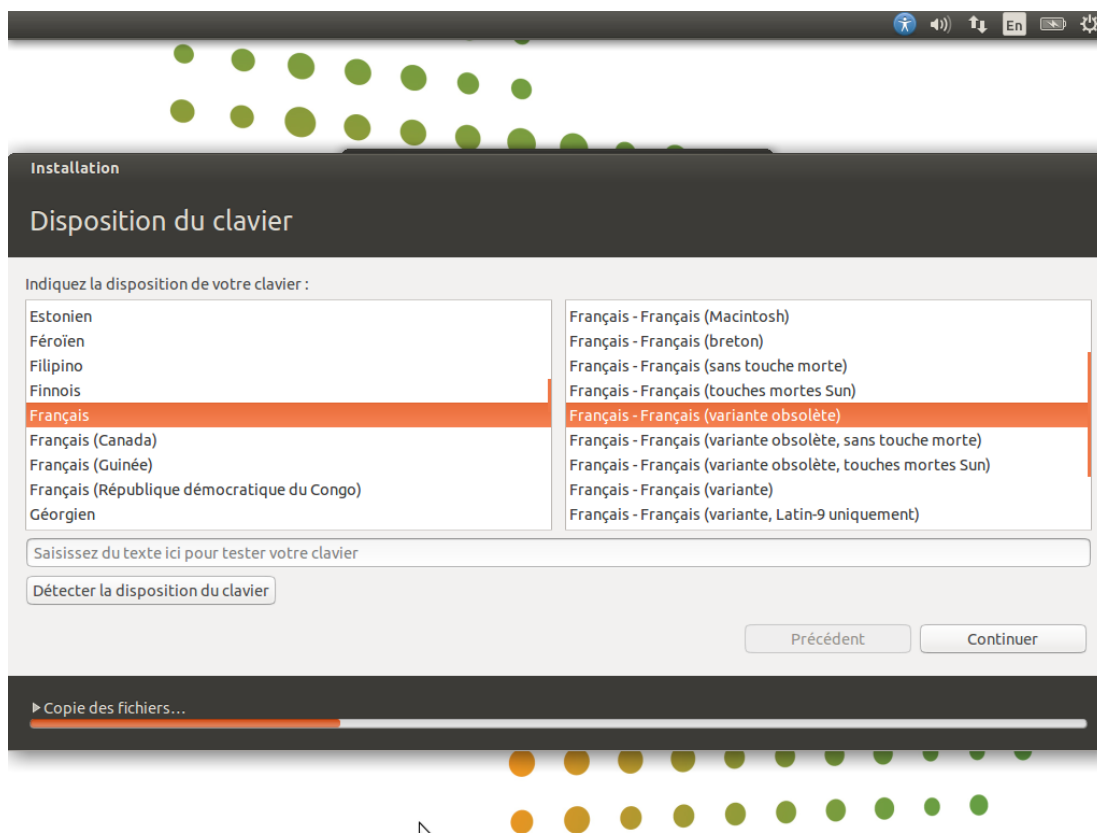 En
Installation
Disposition du clavier
Indiquez la disposition de votre clavier :
Estonien
Féroïen
Filipino
Finnois
Français
Français (Canada)
Français (Guinée)
Français (République démocratique du Congo)
Géorgien
Français - Français (Macintosh)
Français - Français (breton)
Français - Français (sans touche morte)
Français - Français (touches mortes Sun)
Français - Français (variante obsolète)
Français - Français (variante obsolète, sans touche morte)
Français - Français (variante obsolète, touches mortes Sun)
Français - Français (variante)
Français - Français (variante, Latin-9 uniquement)
Saisissez du texte ici pour tester votre clavier
Détecter la disposition du clavier
Précédent
Continuer
Copie des fichiers...